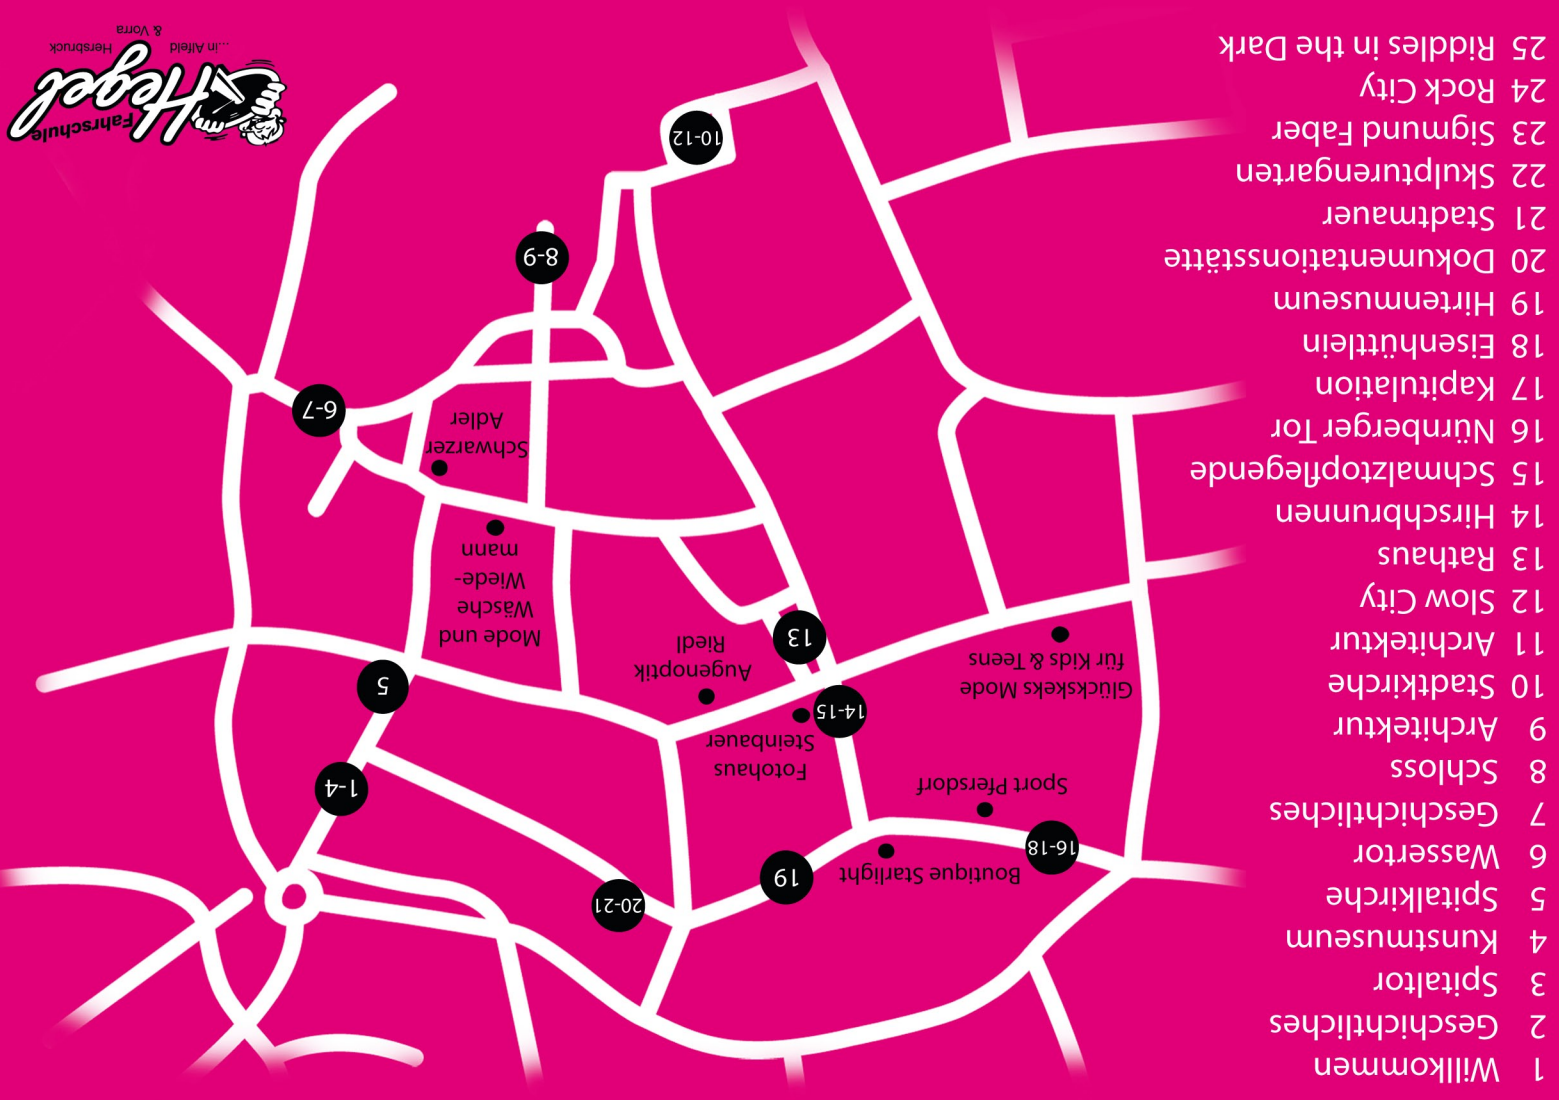 1 Willkommen
2 Geschichtliches
3 Spitaltor
4 Kunstmuseum
5 Spitalkirche
6 Wassertor
7 Geschichtliches
8 Schloss
9 Architektur
10 Stadtkirche
11 Architektur
12 Slow City
13 Rathaus
14 Hirschbrunnen
15 Schmalztopflegende
16 Nürnberger Tor
17 Kapitulation
18 Eisenhüttlein
19 Hirtenmuseum
20 Dokumentationsstätte
21 Stadtmauer
22 Skulpturengarten
23 Sigmund Faber
24 Rock City
25 Riddles in the Dark
20-21
19
16-18
Boutique Starlight
1-4
Sport Pfersdorf
Fotohaus
Steinbauer
14-15
5
Glückskeks Mode
für Kids & Teens
Augenoptik
Riedl
13
Mode und
Wäsche
Wiede-
mann
Schwarzer
Adler
6-7
8-9
10-12
Fahrschule
Hegel
...in Alfeld Hersbruck
& Vorra